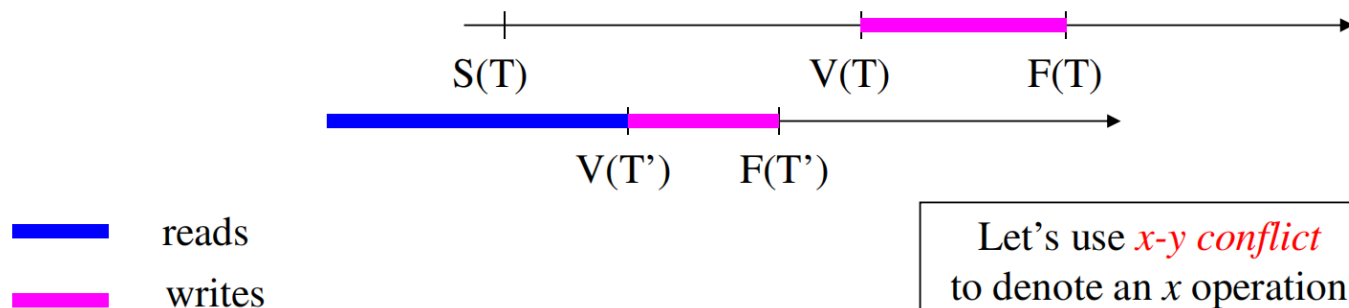 S(T) V(T) F(T)
V(T’) F(T’)
reads
Let’s use x-y conflict
writes
to denote an x operation